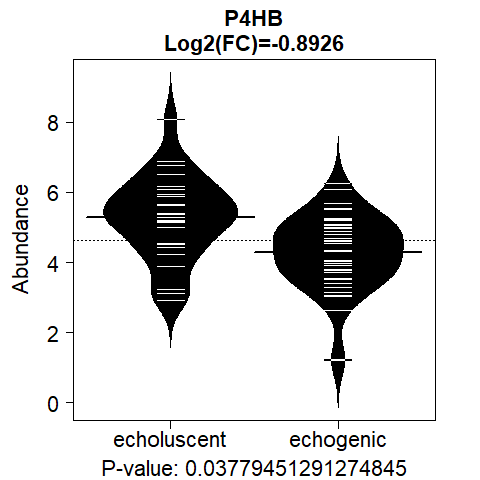 P4HB
Log2(FC)=-0.8926
Abundance
8
6
4
2
0
echoluscent echogenic
P-value: 0.03779451291274845